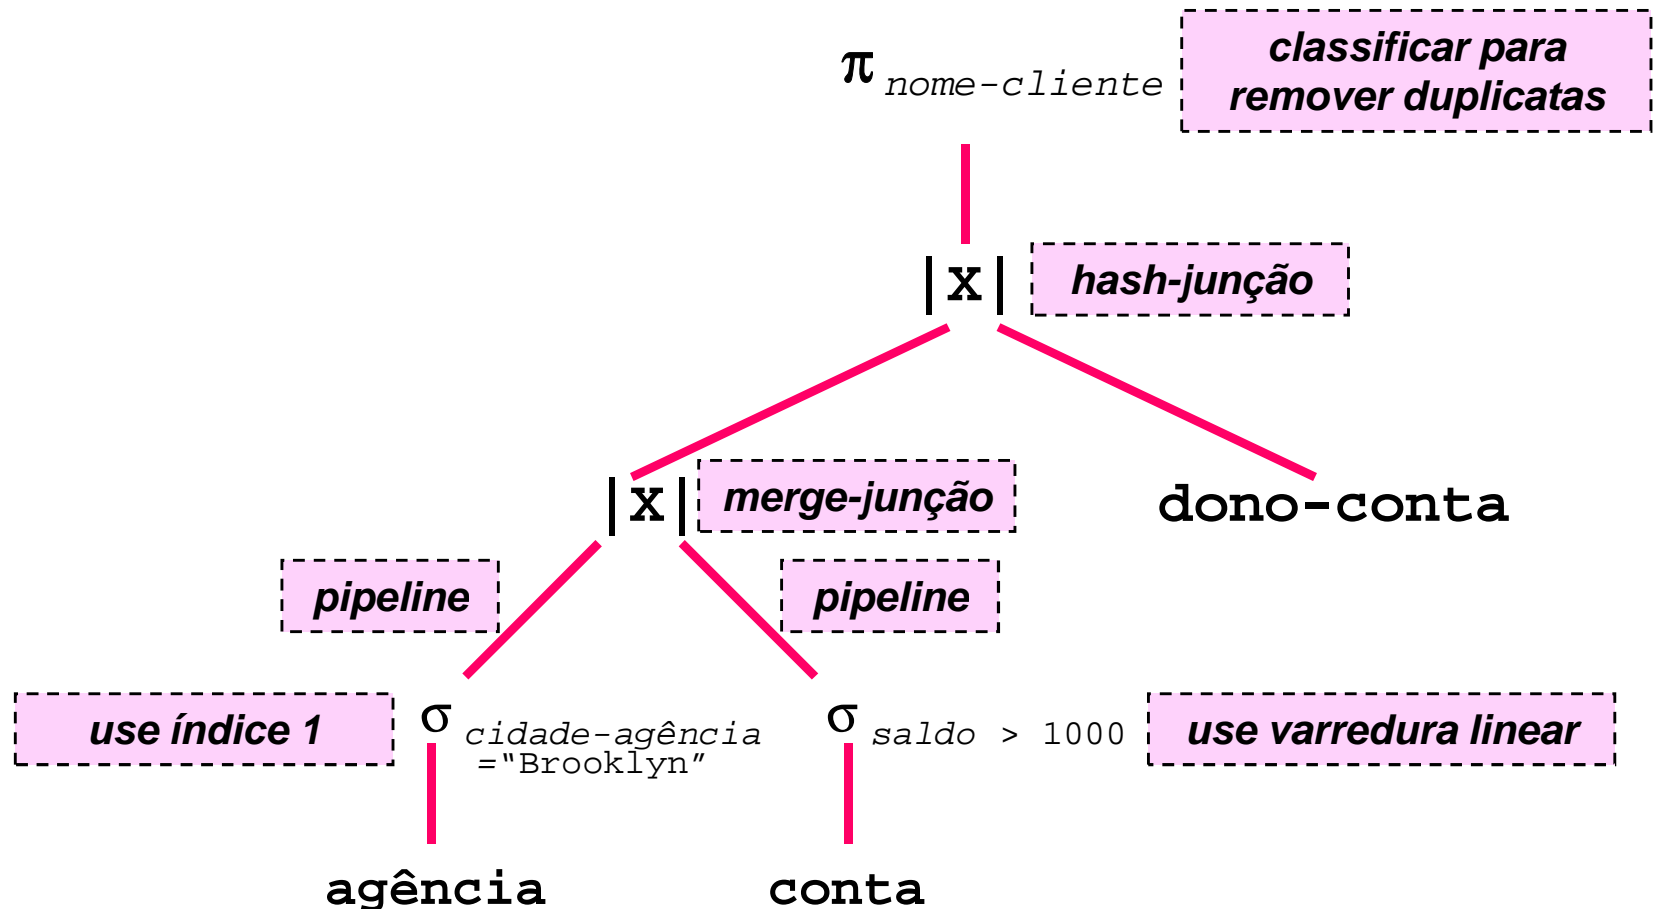 π nome-cliente
classificar para
remover duplicatas
|x|
hash-junção
|x|
merge-junção
dono-conta
pipeline
pipeline
use índice 1
σ cidade-agência
=“Brooklyn”
σ saldo > 1000
use varredura linear
agência
conta